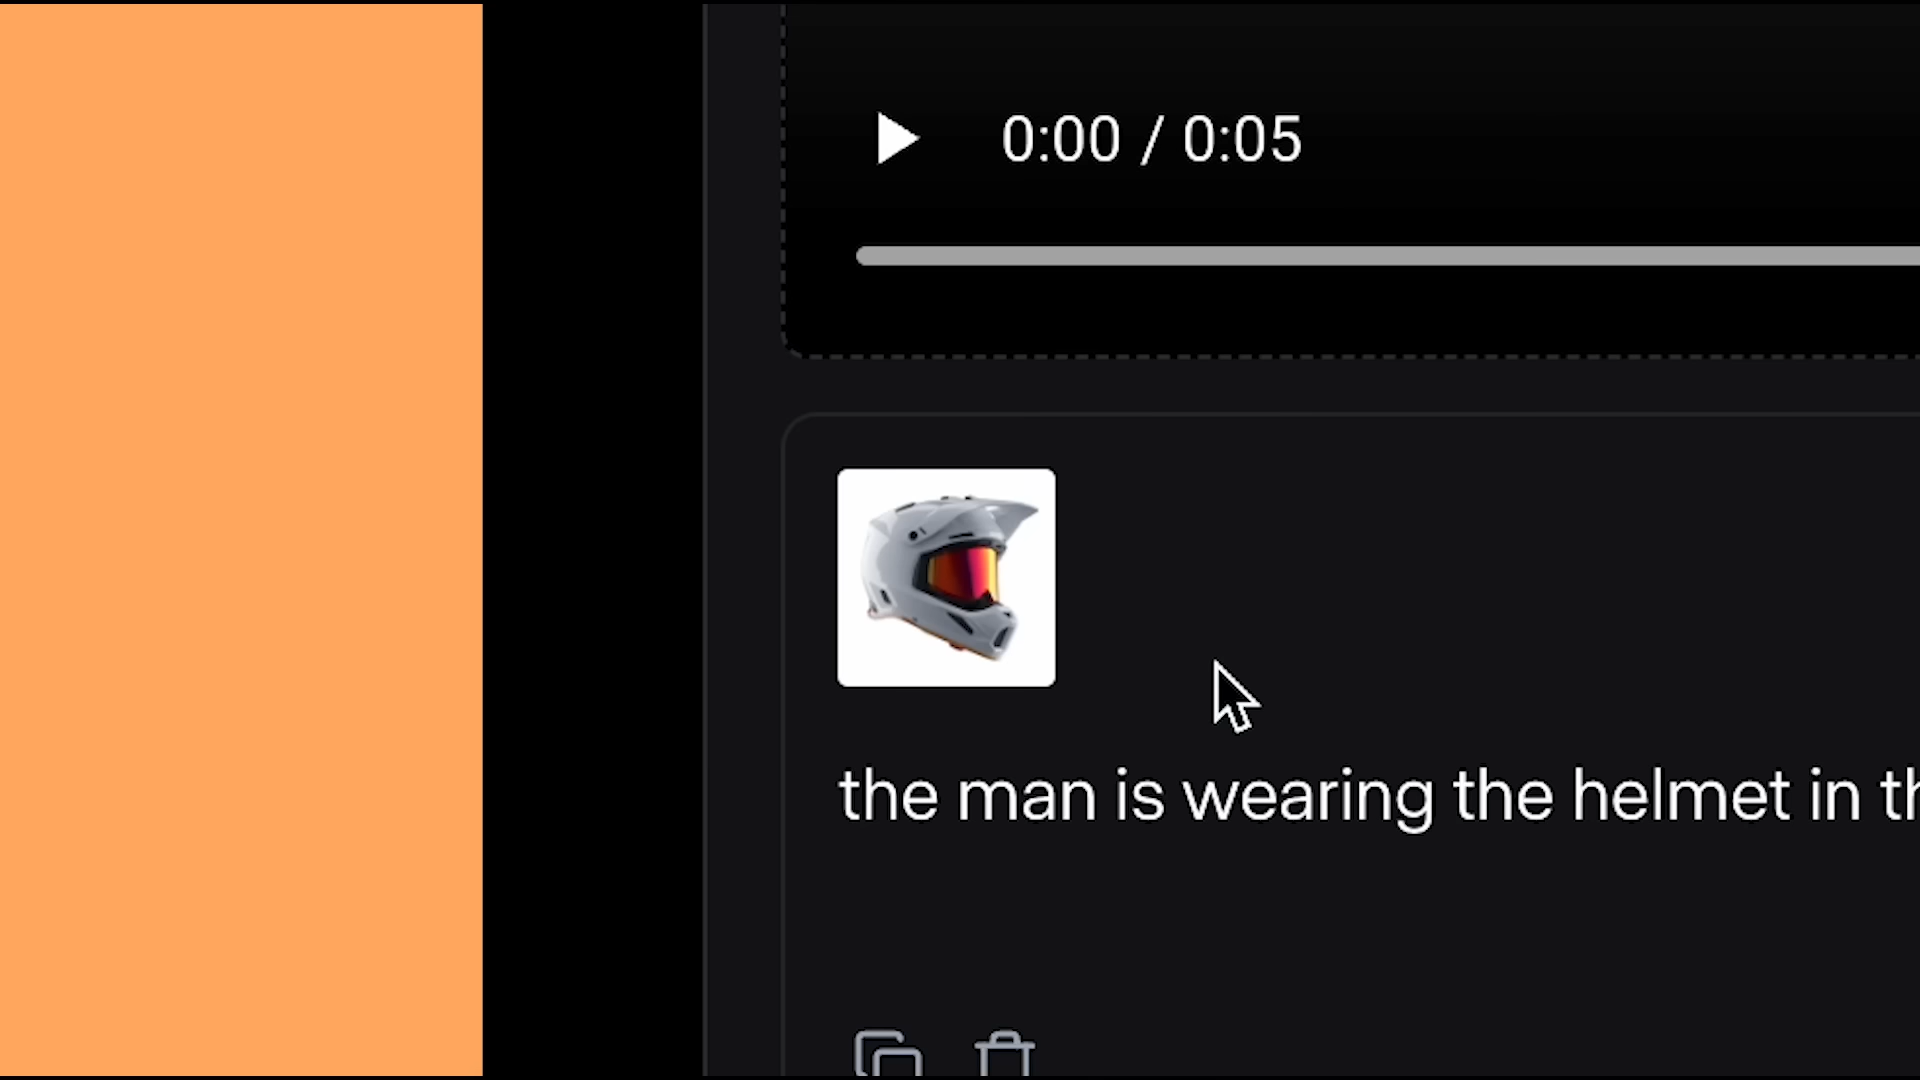 0:00 / 0:05
the man is wearing the helmet in